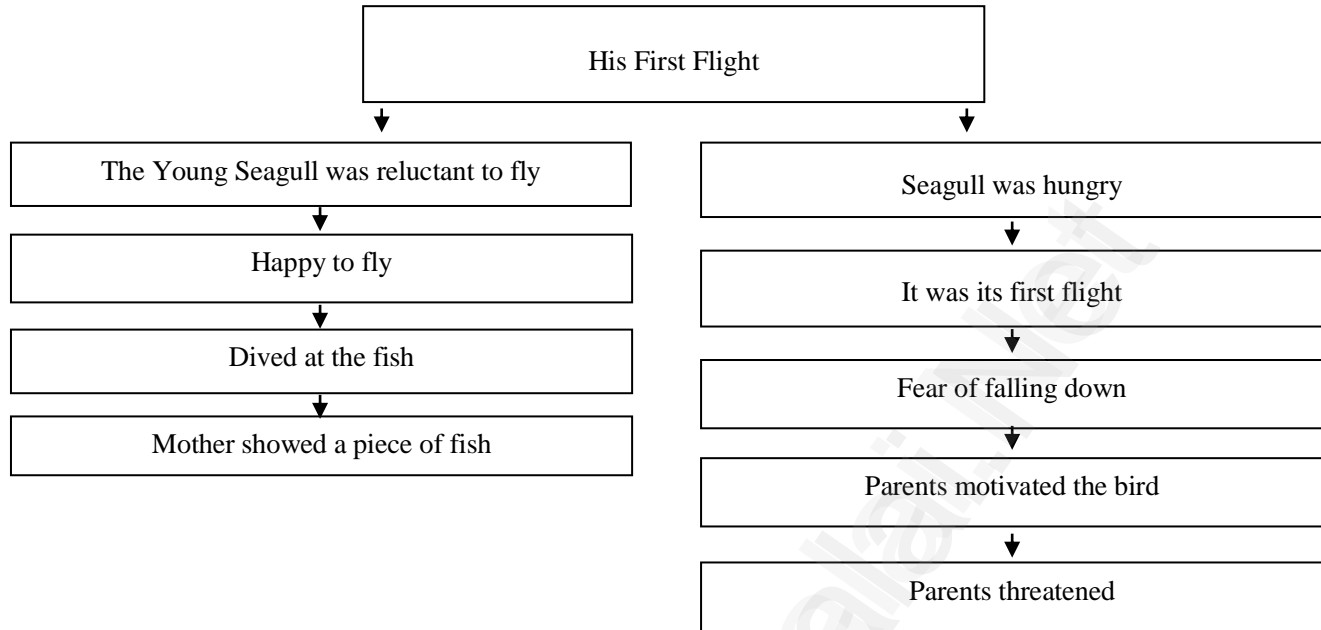 His First Flight
The Young Seagull was reluctant to fly
Happy to fly
Dived at the fish
Mother showed a piece of fish
Seagull was hungry
It was its first flight
Fear of falling down
Parents motivated the bird
Parents threatened